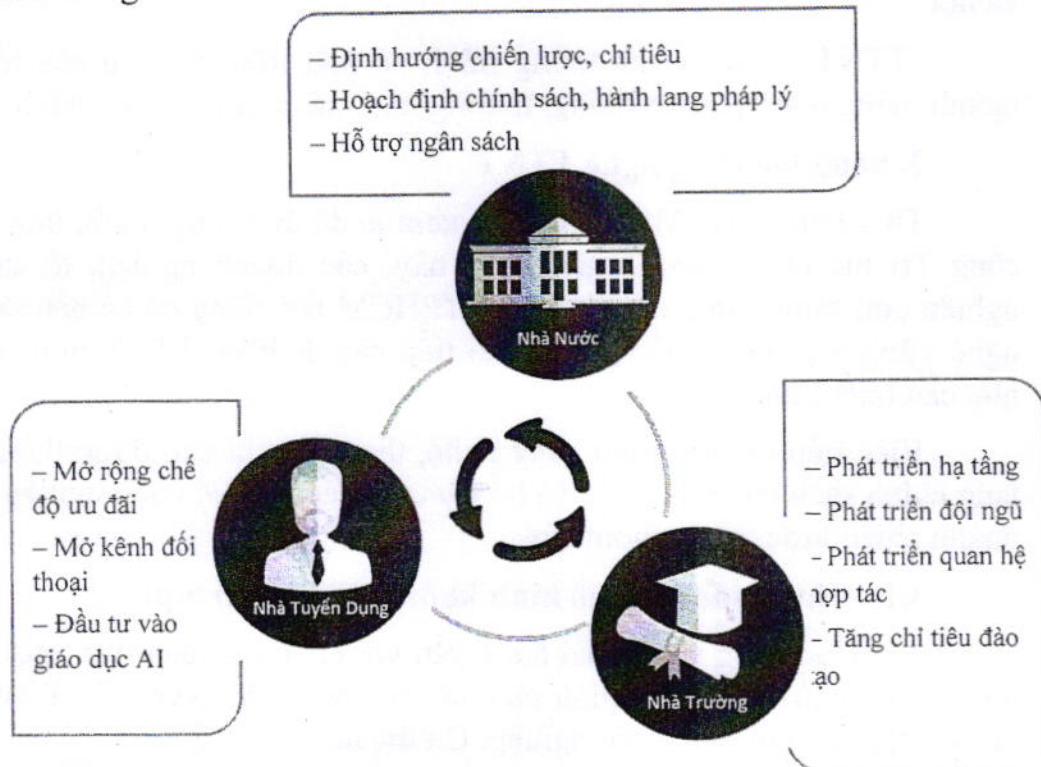 – Định hướng chiến lược, chỉ tiêu
– Hoạch định chính sách, hành lang pháp lý
– Hỗ trợ ngân sách
Nhà Nước
– Mở rộng chế
độ ưu đãi
– Mở kênh đối
thoại
– Đầu tư vào
giáo dục AI
Nhà Tuyển Dụng
– Phát triển hạ tầng
– Phát triển đội ngũ
– Phát triển quan hệ
hợp tác
– Tăng chỉ tiêu đào
tạo
Nhà Trường